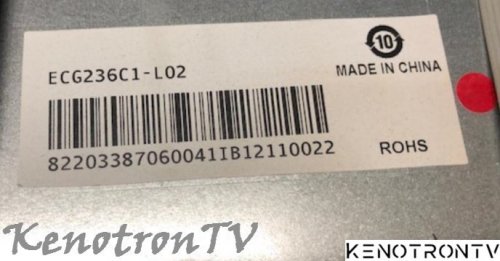 ECG236C1-L02
10
MADE IN CHINA
82203387060041IB12110022
ROHS
KenotronTV
KENOTRONTV